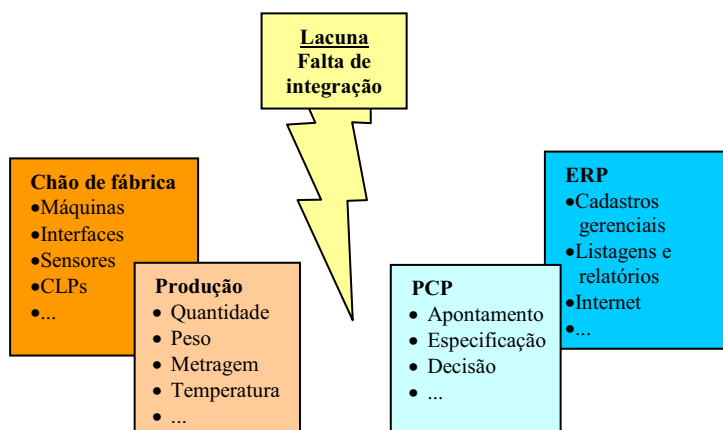 Lacuna
Falta de
integração
Chão de fábrica
•Máquinas
•Interfaces
•Sensores
•CLPs
•...
Produção
• Quantidade
• Peso
• Metragem
• Temperatura
• ...
PCP
• Apontamento
• Especificação
• Decisão
• ...
ERP
•Cadastros
gerenciais
•Listagens e
relatórios
•Internet
•...